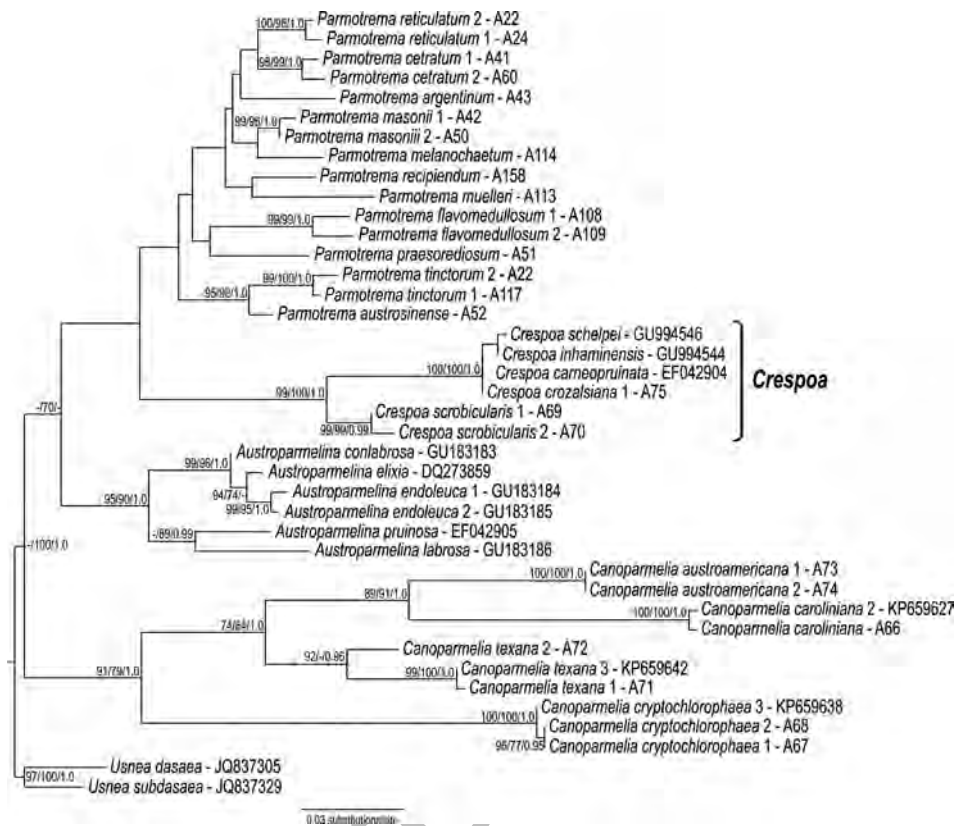 Parmotrema reticulatum 2 - A22
100/98/1.0
Parmotrema reticulatum 1 - A24
Parmotrema cetratum 1 - A41
98/99/1.0
Parmotrema cetratum 2 - A60
Parmotrema argentinum - A43
Parmotrema masonii 1 - A42
89/96/1.0
Parmotrema masoniii 2 - A50
Parmotrema melanochaetum - A114
Parmotrema recipiendum - A158
Parmotrema muelleri - A113
Parmotrema flavomedullosum 1 - A108
99/99/1.0
Parmotrema flavomedullosum 2 - A109
Parmotrema praesorediosum - A51
Parmotrema tinctorum 2 - A22
99/100/1.0
Parmotrema tinctorum 1 - A117
95/98/1.0
Parmotrema austrosinense - A52
Crespoa schelpei - GU994546
Crespoa inhaminensis - GU994544
100/100/1.0
Crespoa carneopruinata - EF042904
Crespoa
Crespoa crozalsiana 1 - A75
99/100/1.0
Crespoa scrobicularis 1 - A69
-/70/-
99/99/0.99
Crespoa scrobicularis 2 - A70
Austroparmelina conlabrosa - GU183183
99/96/1.0
Austroparmelina elixia - DQ273859
94/74/-
Austroparmelina endoleuca 1 - GU183184
95/90/1.0
99/95/1.0
Austroparmelina endoleuca 2 - GU183185
Austroparmelina pruinosa - EF042905
-/89/0.99
Austroparmelina labrosa - GU183186
-/100/1.0
Canoparmelia austroamericana 1 - A73
100/100/1.0
Canoparmelia austroamericana 2 - A74
89/91/1.0
Canoparmelia caroliniana 2 - KP659627
100/100/1.0
Canoparmelia caroliniana - A66
74/84/1.0
Canoparmelia texana 2 - A72
92/-/0.96
Canoparmelia texana 3 - KP659642
99/100/1.0
91/79/1.0
Canoparmelia texana 1 - A71
Canoparmelia cryptochlorophaea 3 - KP659638
100/100/1.0
Canoparmelia cryptochlorophaea 2 - A68
96/77/0.95
Canoparmelia cryptochlorophaea 1 - A67
Usnea dasaea - JQ837305
97/100/1.0
Usnea subdasaea - JQ837329
0.03